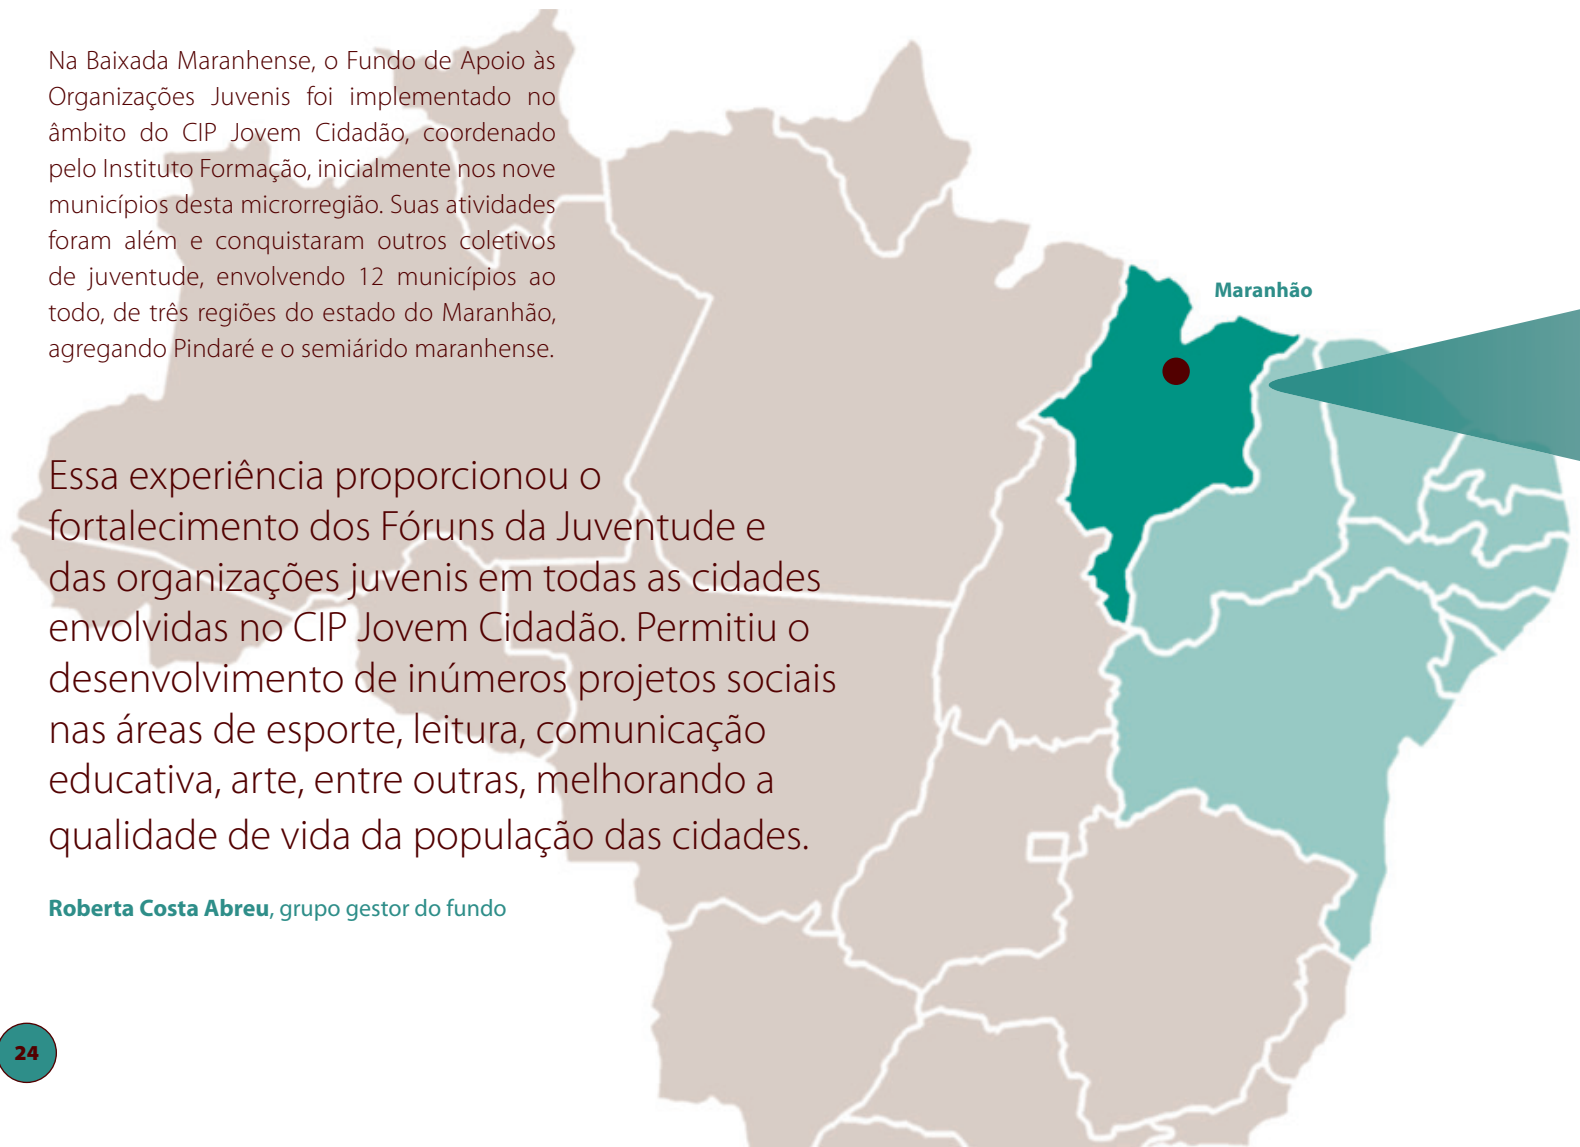 Na Baixada Maranhense, o Fundo de Apoio às
Organizações Juvenis foi implementado no
âmbito do CIP Jovem Cidadão, coordenado
pelo Instituto Formação, inicialmente nos nove
municípios desta microrregião. Suas atividades
foram além e conquistaram outros coletivos
de juventude, envolvendo 12 municípios ao
todo, de três regiões do estado do Maranhão,
agregando Pindaré e o semiárido maranhense.
Maranhão
Essa experiência proporcionou o
fortalecimento dos Fóruns da Juventude e
das organizações juvenis em todas as cidades
envolvidas no CIP Jovem Cidadão. Permitiu o
desenvolvimento de inúmeros projetos sociais
nas áreas de esporte, leitura, comunicação
educativa, arte, entre outras, melhorando a
qualidade de vida da população das cidades.
Roberta Costa Abreu, grupo gestor do fundo
24